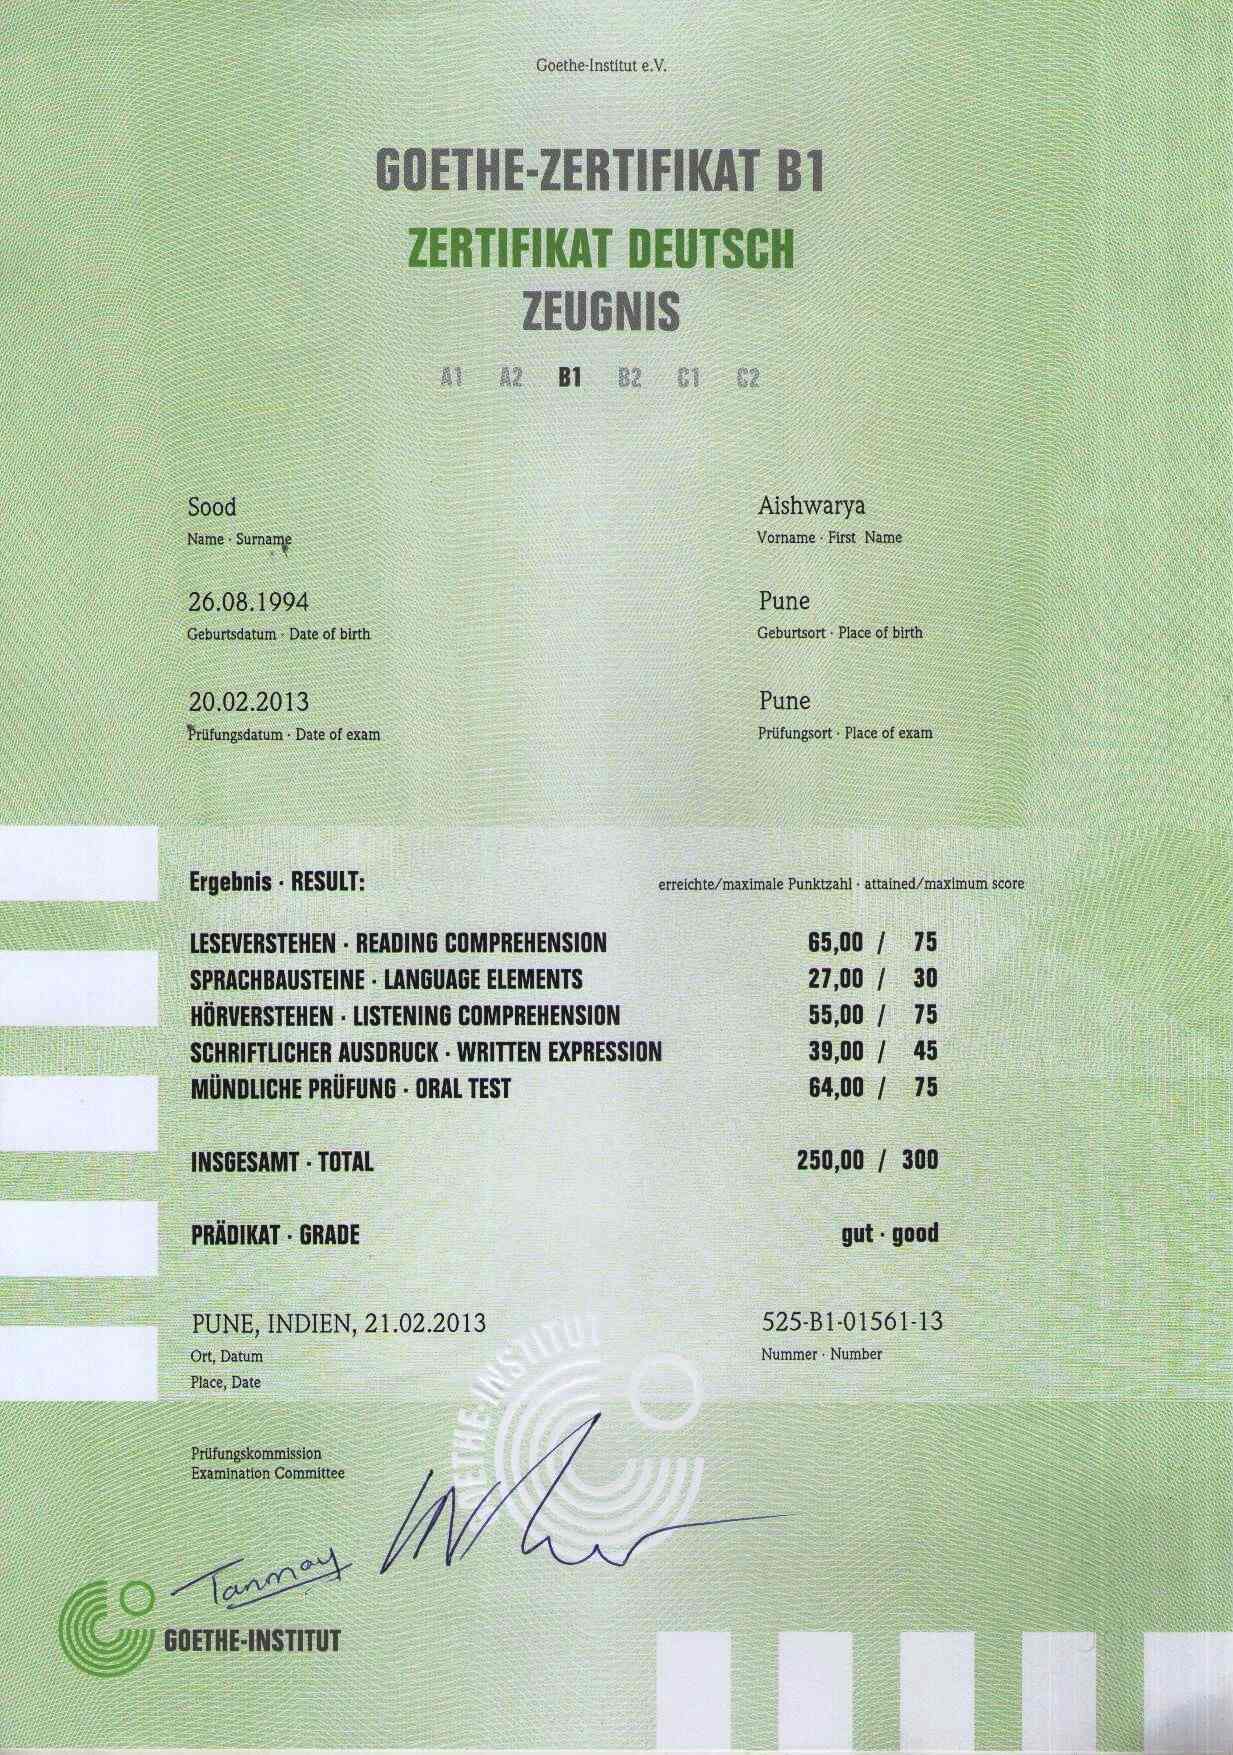 Goethe-Institut e.V.
GOETHE-ZERTIFIKAT B1
ZERTIFIKAT DEUTSCH
ZEUGNIS
A1 A2 B1 B2 C1 C2
Sood Aishwarya
Name · Surname Vorname · First Name
26.08.1994 Pune
Geburtsdatum · Date of birth Geburtsort · Place of birth
20.02.2013 Pune
Prüfungsdatum · Date of exam Prüfungsort · Place of exam
Ergebnis · RESULT: erreichte/maximale Punktzahl · attained/maximum score
LESEVERSTEHEN · READING COMPREHENSION 65,00 / 75
SPRACHBAUSTEINE · LANGUAGE ELEMENTS 27,00 / 30
HÖRVERSTEHEN · LISTENING COMPREHENSION 55,00 / 75
SCHRIFTLICHER AUSDRUCK · WRITTEN EXPRESSION 39,00 / 45
MÜNDLICHE PRÜFUNG · ORAL TEST 64,00 / 75
INSGESAMT · TOTAL 250,00 / 300
PRÄDIKAT · GRADE gut · good
PUNE, INDIEN, 21.02.2013 525-B1-01561-13
Ort, Datum Nummer · Number
Place, Date
GOETHE-INSTITUT
Prüfungskommission
Examination Committee
Tanmay
GOETHE-INSTITUT